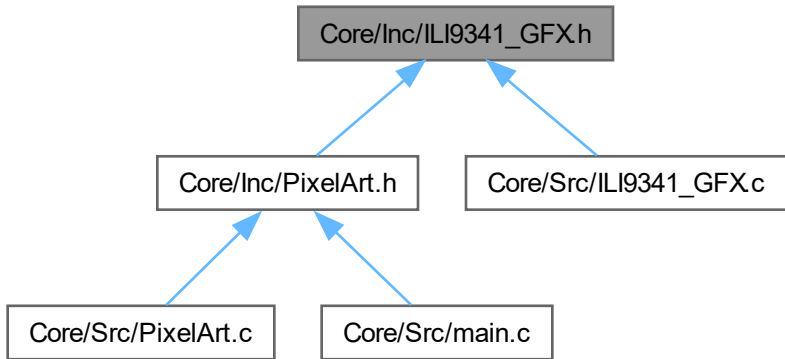 Core/Inc/ILI9341_GFX.h
Core/Inc/PixelArt.h
Core/Src/ILI9341_GFX.c
Core/Src/PixelArt.c
Core/Src/main.c